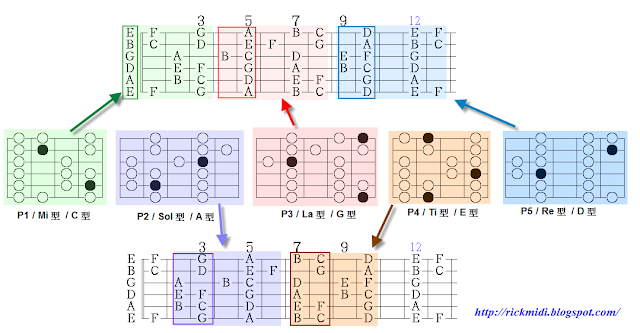 3 5 7 9 12
E F G A B C D E F
B C D E F G A B C
G A B C D E F G
D E F G A B C D
A B C D E F G A
E F G A B C D E F
P1 / Mi 型 / C 型 P2 / Sol 型 / A 型 P3 / La 型 / G 型 P4 / Ti 型 / E 型 P5 / Re 型 / D 型
3 5 7 9 12
E F G A B C D E F
B C D E F G A B C
G A B C D E F G
D E F G A B C D
A B C D E F G A
E F G A B C D E F
http://rickmidi.blogspot.com/